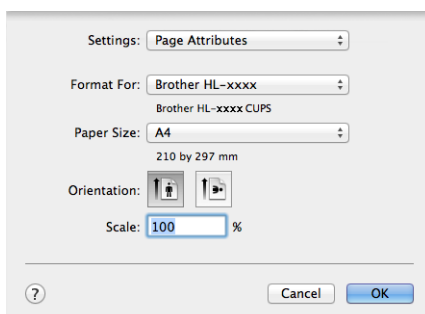 Settings: Page Attributes
Format For: Brother HL-xxxx
Brother HL-xxxx CUPS
Paper Size: A4
210 by 297 mm
Orientation:
Scale: 100 %
? Cancel OK